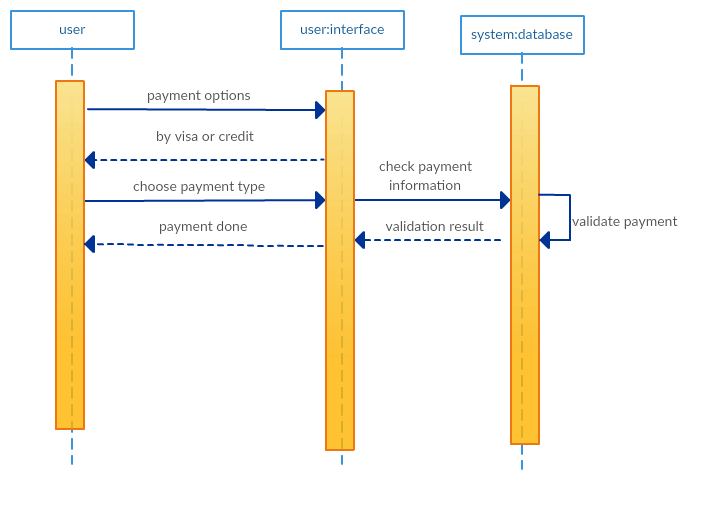 user
user:interface
system:database
payment options
by visa or credit
check payment
information
choose payment type
validate payment
payment done
validation result